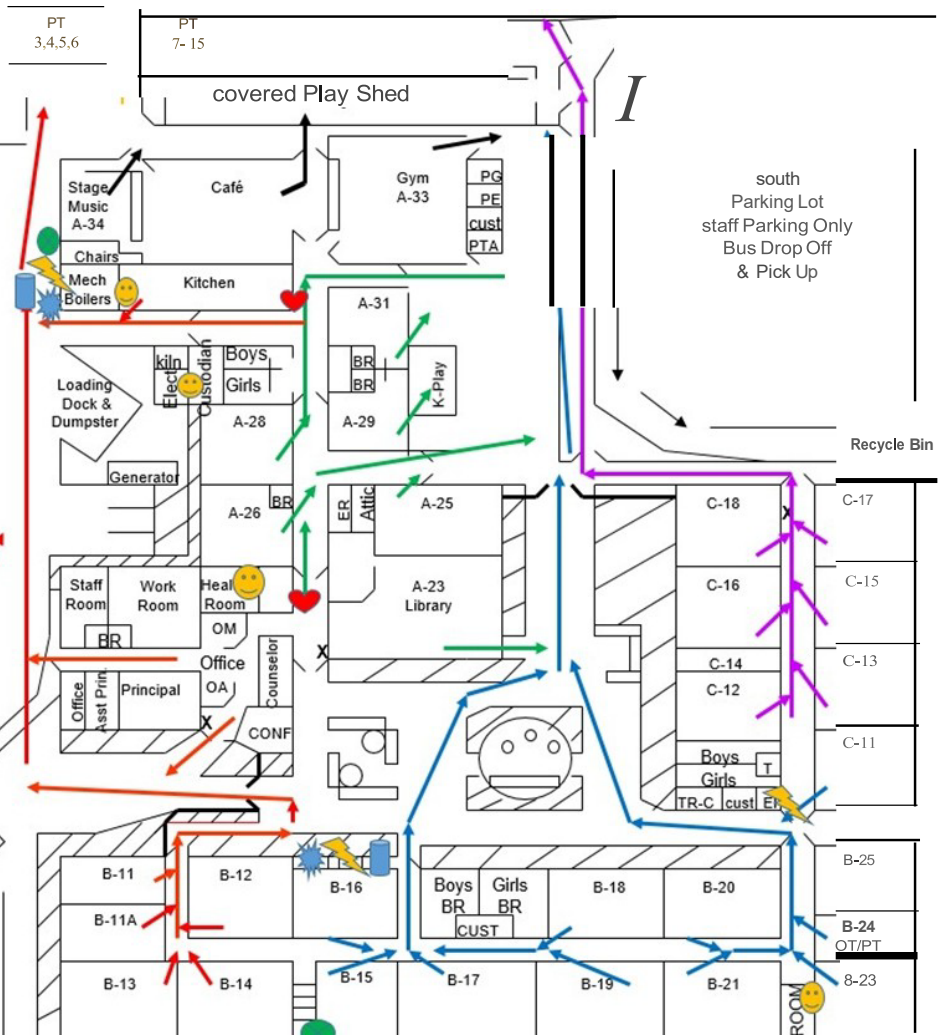 PT
3,4,5,6
PT
7- 15
covered Play Shed
I
Stage
Music
A-34
Café
Gym
A-33
PG
PE
cust
PTA
south
Parking Lot
staff Parking Only
Bus Drop Off
& Pick Up
Chairs
Mech
Boilers
Kitchen
A-31
kiln
Elect
Custodian
Boys
Girls
BR
BR
K-Play
Loading
Dock &
Dumpster
A-28
A-29
Recycle Bin
Generator
BR
A-26
ER
Attic
A-25
C-18
X
C-17
Staff
Room
Work
Room
Heal
Room
A-23
Library
C-16
C-15
BR
OM
Office
Counselor
X
C-14
C-13
Office
Asst Prin.
Principal
OA
C-12
X
CONF
C-11
Boys
Girls
T
TR-C
cust
B-11
B-12
B-16
Boys
BR
Girls
BR
B-18
B-20
B-25
B-11A
CUST
B-24
OT/PT
B-13
B-14
B-15
B-17
B-19
B-21
8-23
ROOM